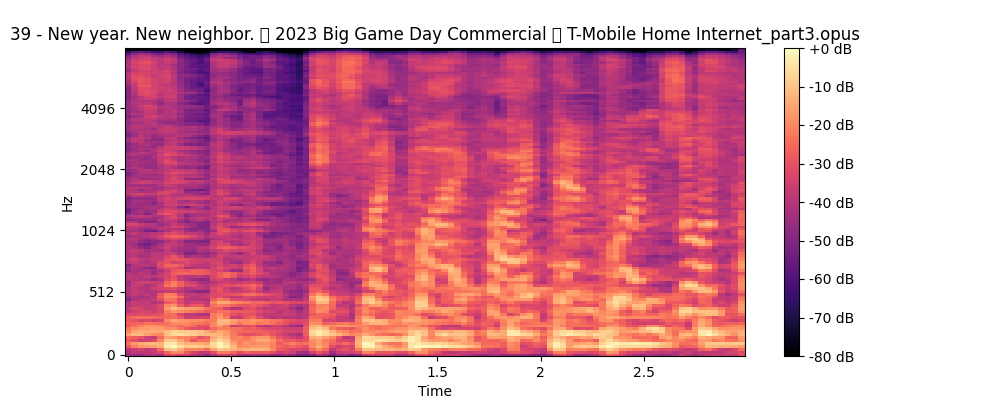 39 - New year. New neighbor. 🏻 2023 Big Game Day Commercial 🏻 T-Mobile Home Internet_part3.opus
Hz
4096
2048
1024
512
0
0
0.5
1
1.5
2
2.5
Time
+0 dB
-10 dB
-20 dB
-30 dB
-40 dB
-50 dB
-60 dB
-70 dB
-80 dB